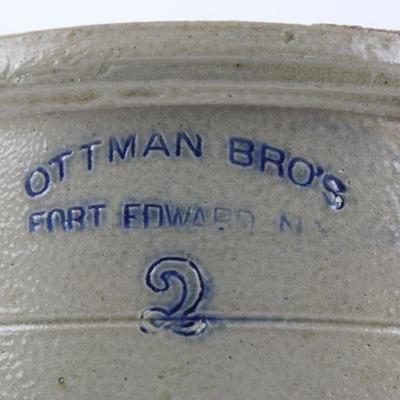 OTTMAN BRO'S
FORT EDWARD N.Y
2